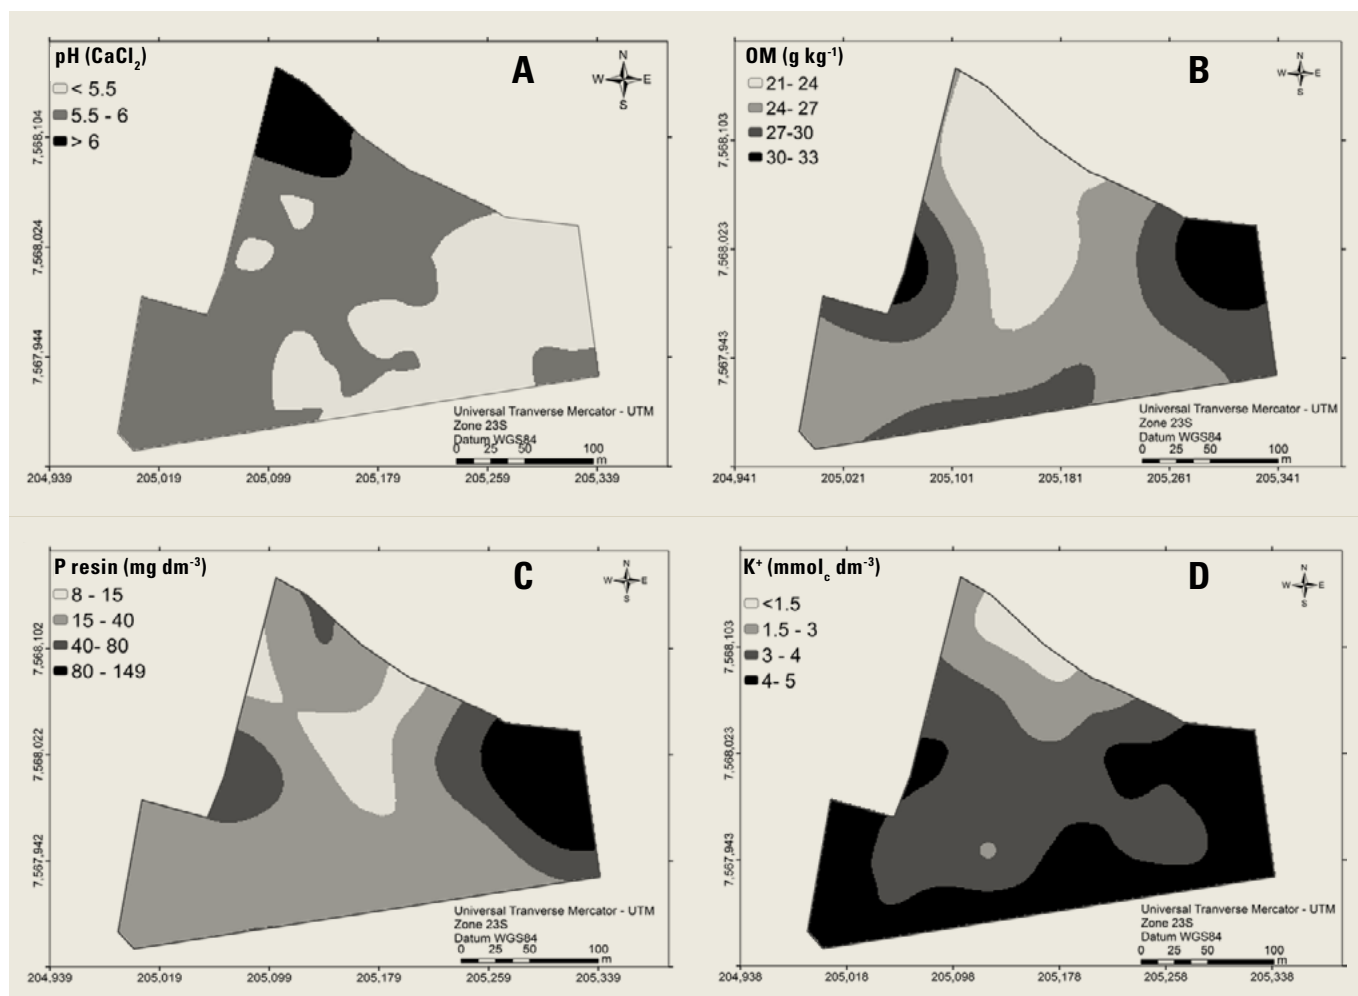 pH (CaCl2)
A
N
W E
S
< 5.5
5.5 - 6
> 6
7,568,104
7,568,024
7,567,944
Universal Tranverse Mercator - UTM
Zone 23S
Datum WGS84
0 25 50 100
m
204,939 205,019 205,099 205,179 205,259 205,339
OM (g kg-1)
B
N
W E
S
21- 24
24- 27
27-30
30- 33
7,568,103
7,568,023
7,567,943
Universal Tranverse Mercator - UTM
Zone 23S
Datum WGS84
0 25 50 100
m
204,941 205,021 205,101 205,181 205,261 205,341
P resin (mg dm-3)
C
N
W E
S
8 - 15
15 - 40
40- 80
80 - 149
7,568,102
7,568,022
7,567,942
Universal Tranverse Mercator - UTM
Zone 23S
Datum WGS84
0 25 50 100
m
204,939 205,019 205,099 205,179 205,259 205,339
K+ (mmolc dm-3)
D
N
W E
S
<1.5
1.5 - 3
3 - 4
4- 5
7,568,103
7,568,023
7,567,943
Universal Tranverse Mercator - UTM
Zone 23S
Datum WGS84
0 25 50 100
m
204,938 205,018 205,098 205,178 205,258 205,338